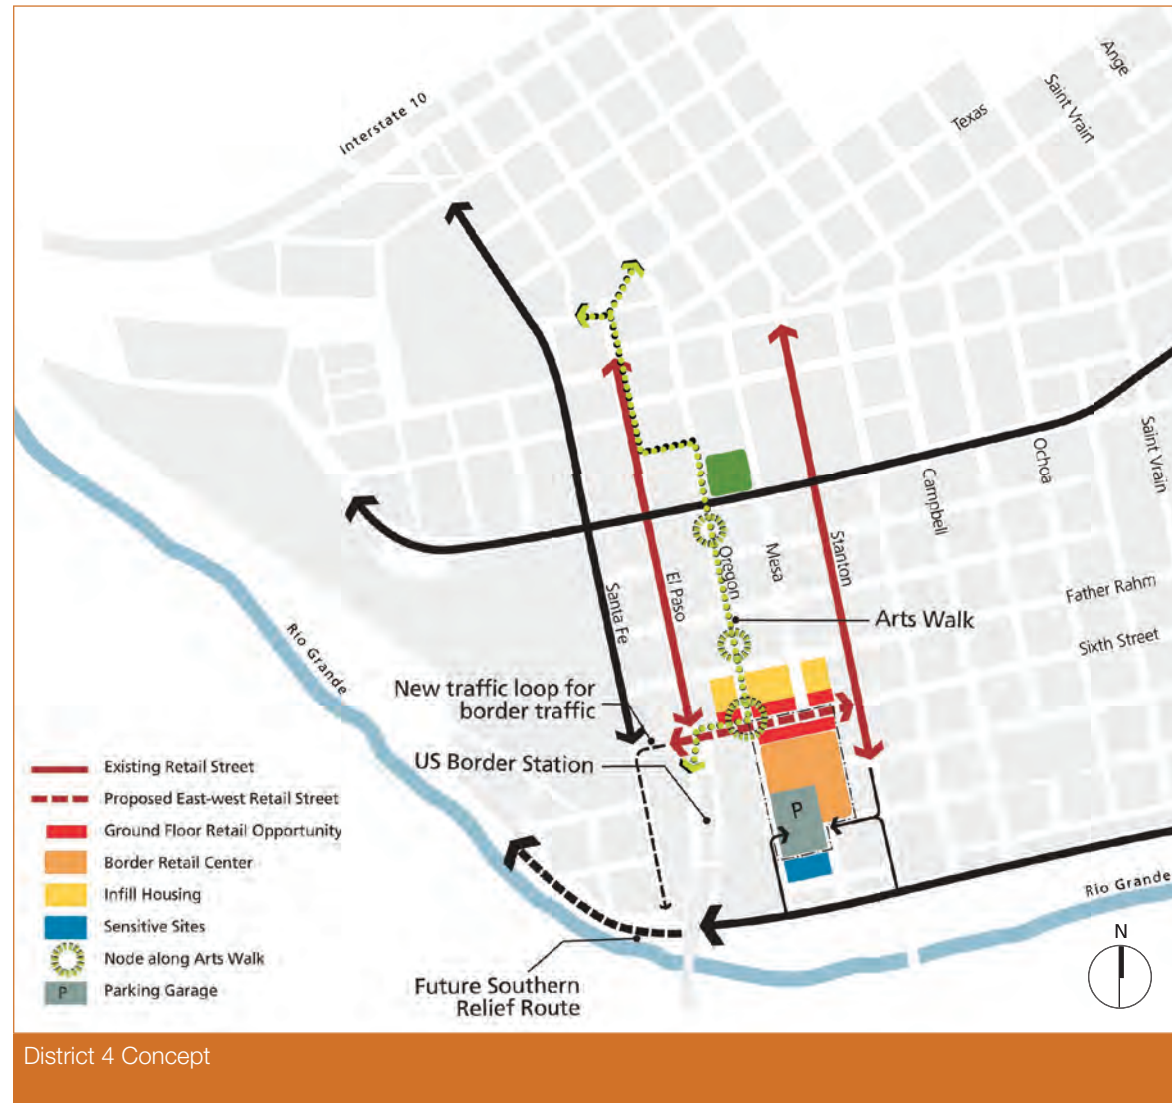 Interstate 10
Texas
Saint Vrain
Ange
Ochoa
Saint Vrain
Campbell
Stanton
Mesa
Oregon
El Paso
Santa Fe
Father Rahm
Sixth Street
Arts Walk
Rio Grande
New traffic loop for
border traffic
US Border Station
P
Rio Grande
Future Southern
Relief Route
N
Existing Retail Street
Proposed East-west Retail Street
Ground Floor Retail Opportunity
Border Retail Center
Infill Housing
Sensitive Sites
Node along Arts Walk
P
Parking Garage
District 4 Concept